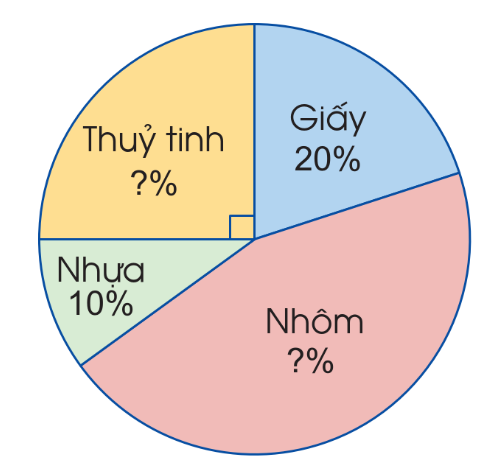 Thuỷ tinh
?%
Giấy
20%
Nhựa
10%
Nhôm
?%